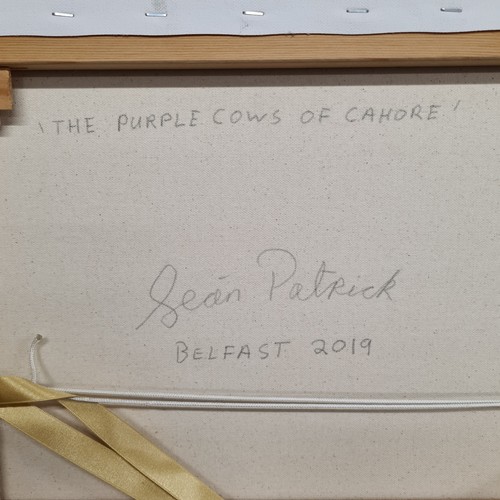 'THE PURPLE COWS OF CAHORE'
Seán Patrick
BELFAST 2019